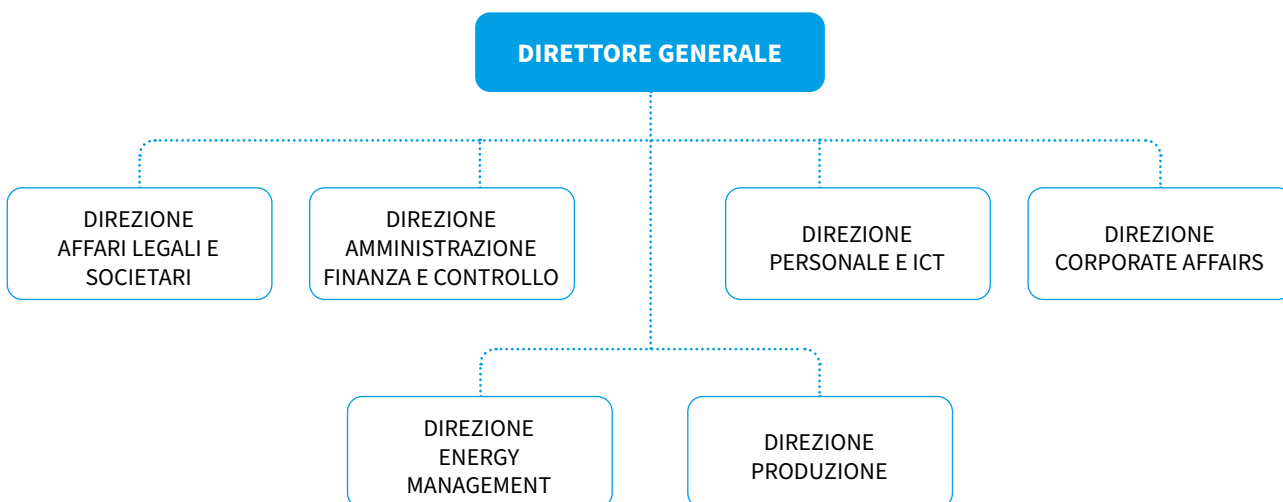 DIRETTORE GENERALE
DIREZIONE
AFFARI LEGALI E
SOCIETARI
DIREZIONE
AMMINISTRAZIONE
FINANZA E CONTROLLO
DIREZIONE
PERSONALE E ICT
DIREZIONE
CORPORATE AFFAIRS
DIREZIONE
ENERGY
MANAGEMENT
DIREZIONE
PRODUZIONE